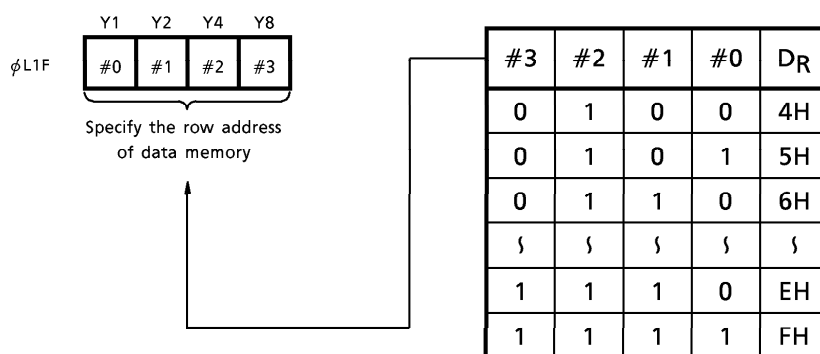 Y1 Y2 Y4 Y8
φL1F #0 #1 #2 #3
Specify the row address
of data memory
#3 #2 #1 #0 DR
0 1 0 0 4H
0 1 0 1 5H
0 1 1 0 6H
⸾ ⸾ ⸾ ⸾ ⸾
1 1 1 0 EH
1 1 1 1 FH